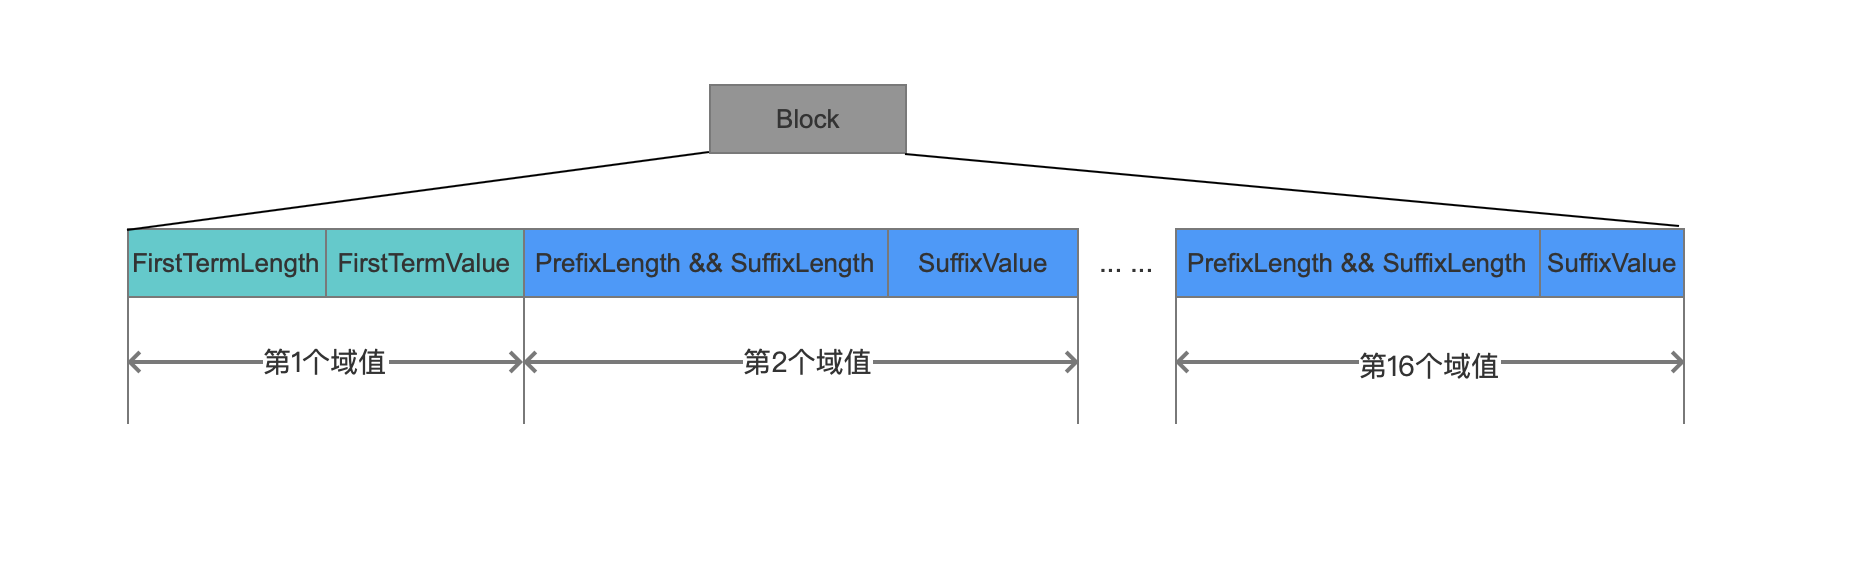 Block
FirstTermLength FirstTermValue PrefixLength && SuffixLength SuffixValue ... ... PrefixLength && SuffixLength SuffixValue
第1个域值 第2个域值 第16个域值